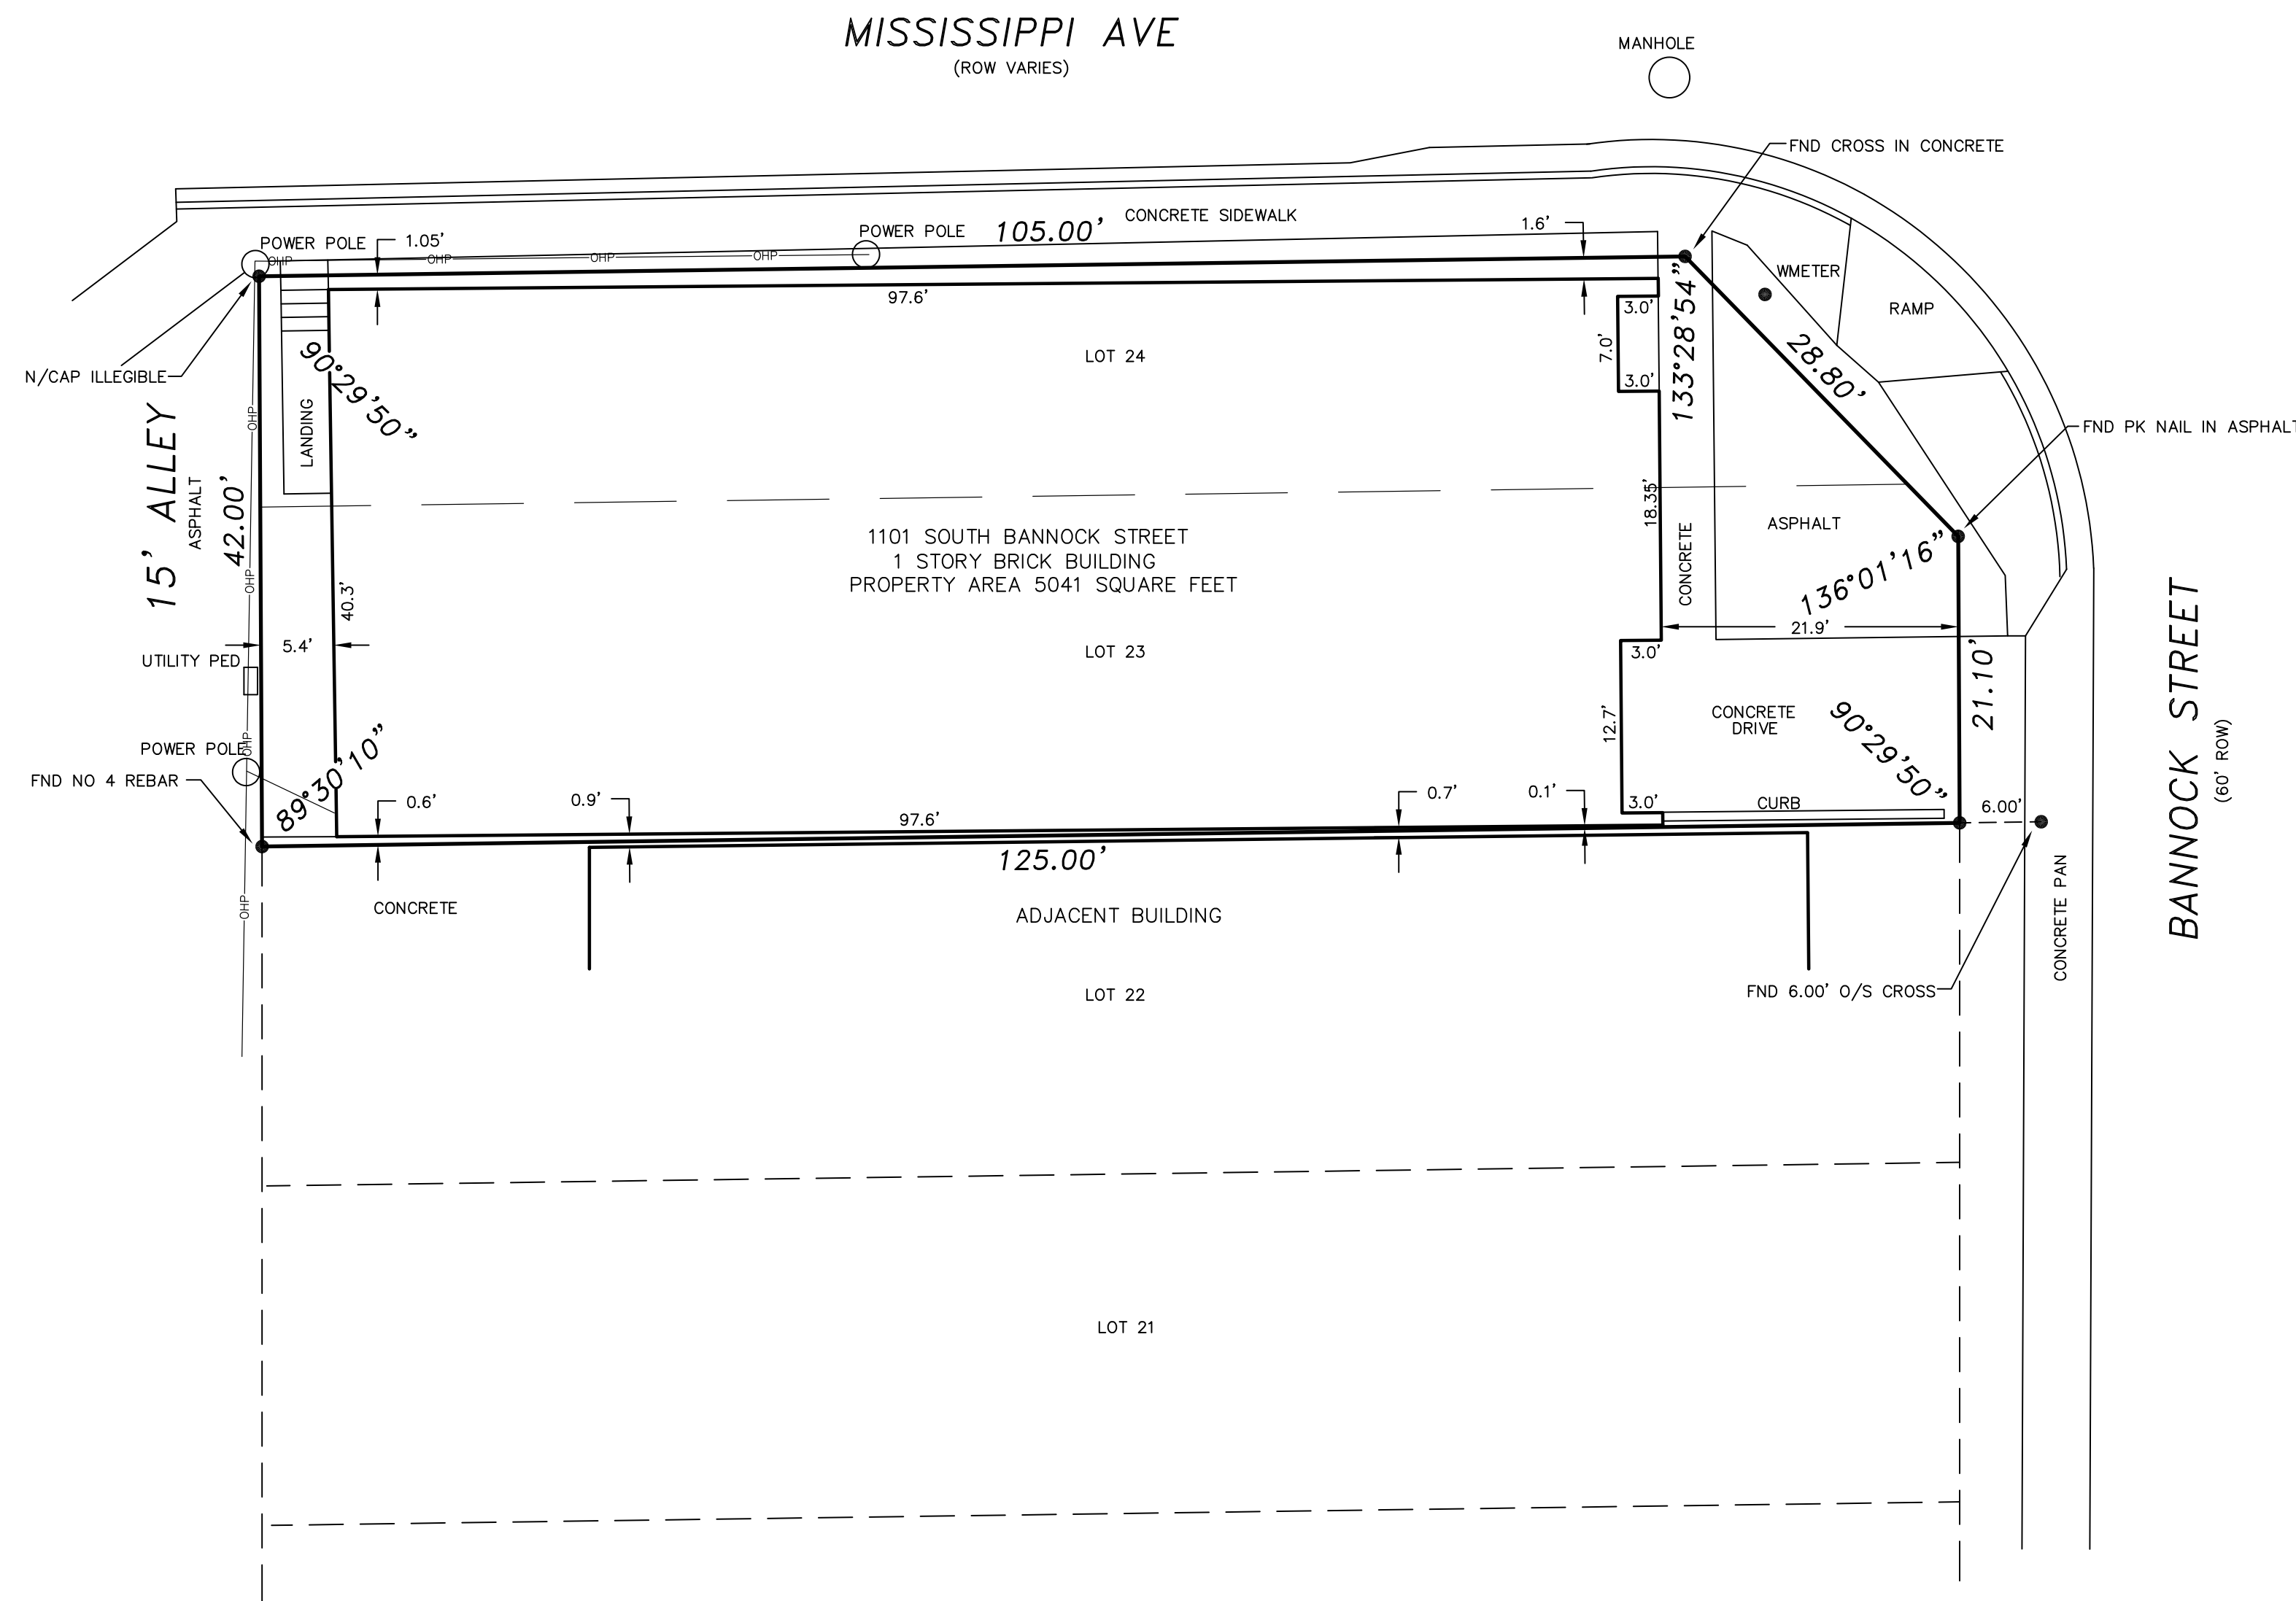 MISSISSIPPI AVE
(ROW VARIES)
MANHOLE
FND CROSS IN CONCRETE
CONCRETE SIDEWALK
1.6'
POWER POLE
105.00'
POWER POLE
1.05'
OHP
OHP
OHP
OHP
WMETER
RAMP
97.6'
3.0'
7.0'
3.0'
133°28'54"
28.80'
LOT 24
N/CAP ILLEGIBLE
90°29'50"
LANDING
OHP
15' ALLEY
ASPHALT
42.00'
FND PK NAIL IN ASPHALT
18.35'
CONCRETE
ASPHALT
136°01'16"
21.9'
1101 SOUTH BANNOCK STREET
1 STORY BRICK BUILDING
PROPERTY AREA 5041 SQUARE FEET
OHP
40.3'
5.4'
UTILITY PED
LOT 23
3.0'
12.7'
3.0'
21.10'
BANNOCK STREET
(60' ROW)
CONCRETE
DRIVE
90°29'50"
POWER POLE
OHP
FND NO 4 REBAR
89°30'10"
0.6'
0.9'
97.6'
0.7'
0.1'
CURB
6.00'
125.00'
OHP
CONCRETE
ADJACENT BUILDING
CONCRETE PAN
LOT 22
FND 6.00' O/S CROSS
LOT 21